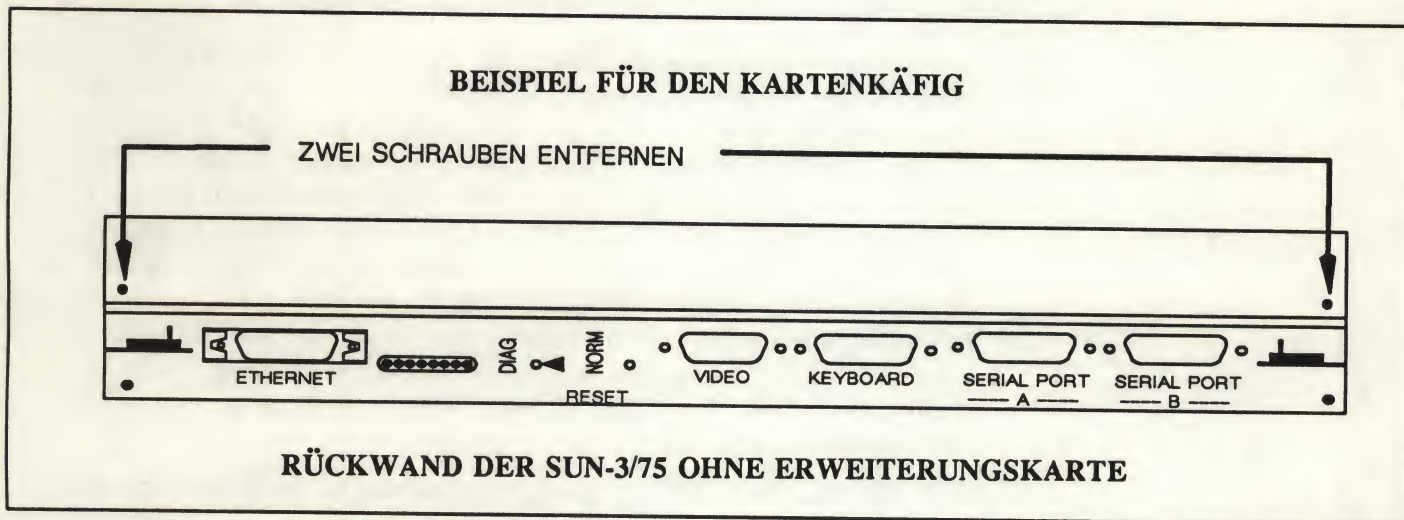 BEISPIEL FÜR DEN KARTENKÄFIG
ZWEI SCHRAUBEN ENTFERNEN
DIAG
NORM
ETHERNET
RESET
VIDEO
KEYBOARD
SERIAL PORT
---- A ----
SERIAL PORT
---- B ----
RÜCKWAND DER SUN-3/75 OHNE ERWEITERUNGSKARTE